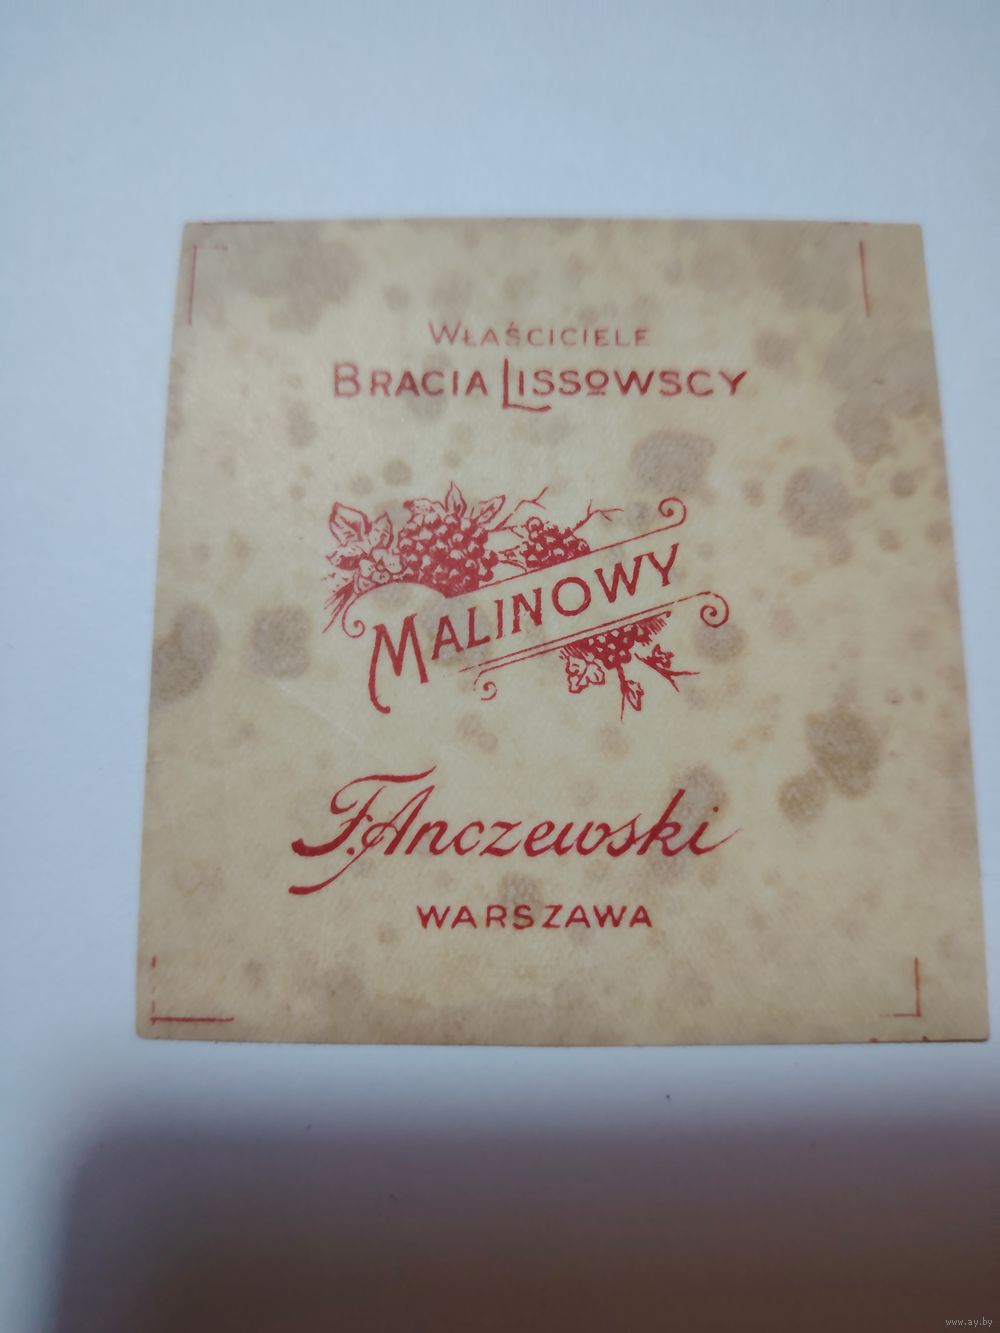 Właściciele
Bracia Lissowscy
Malinowy
F. Anczewski
WARSZAWA
www.ay.by